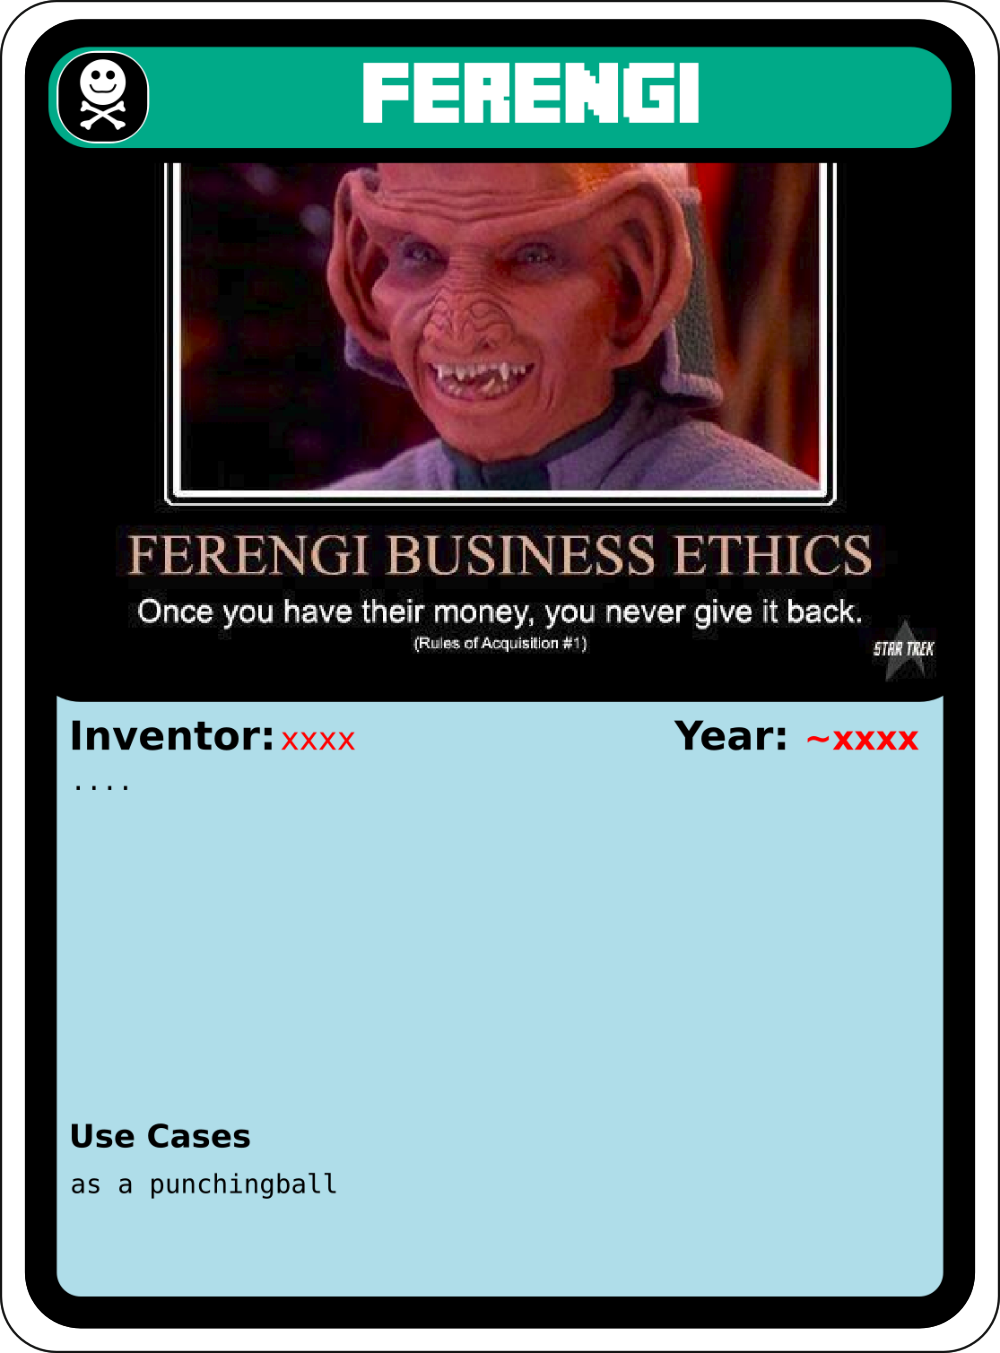 FERENGI
FERENGI BUSINESS ETHICS
Once you have their money, you never give it back.
(Rules of Acquisition #1)
STAR TREK
Inventor: xxxx
Year: ~xxxx
....
Use Cases
as a punchingball